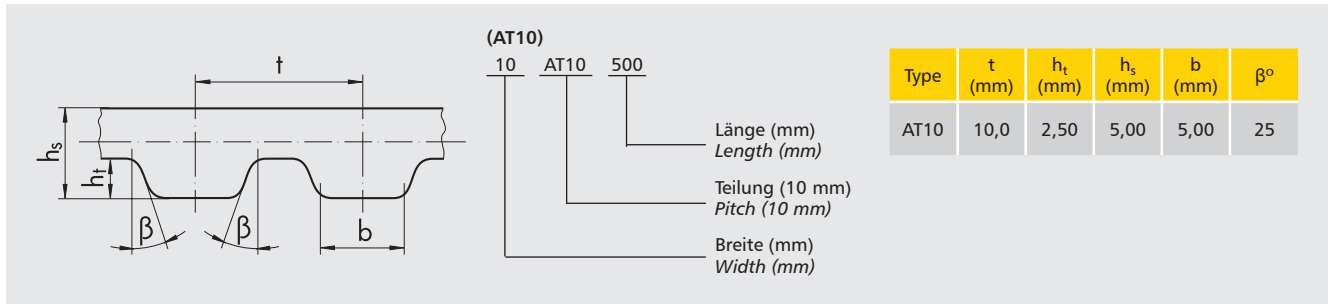 t
hs
ht
β
β
b
(AT10)
10 AT10 500
Länge (mm)
Length (mm)
Teilung (10 mm)
Pitch (10 mm)
Breite (mm)
Width (mm)
Type t (mm) ht (mm) hs (mm) b (mm) βº
AT10 10,0 2,50 5,00 5,00 25